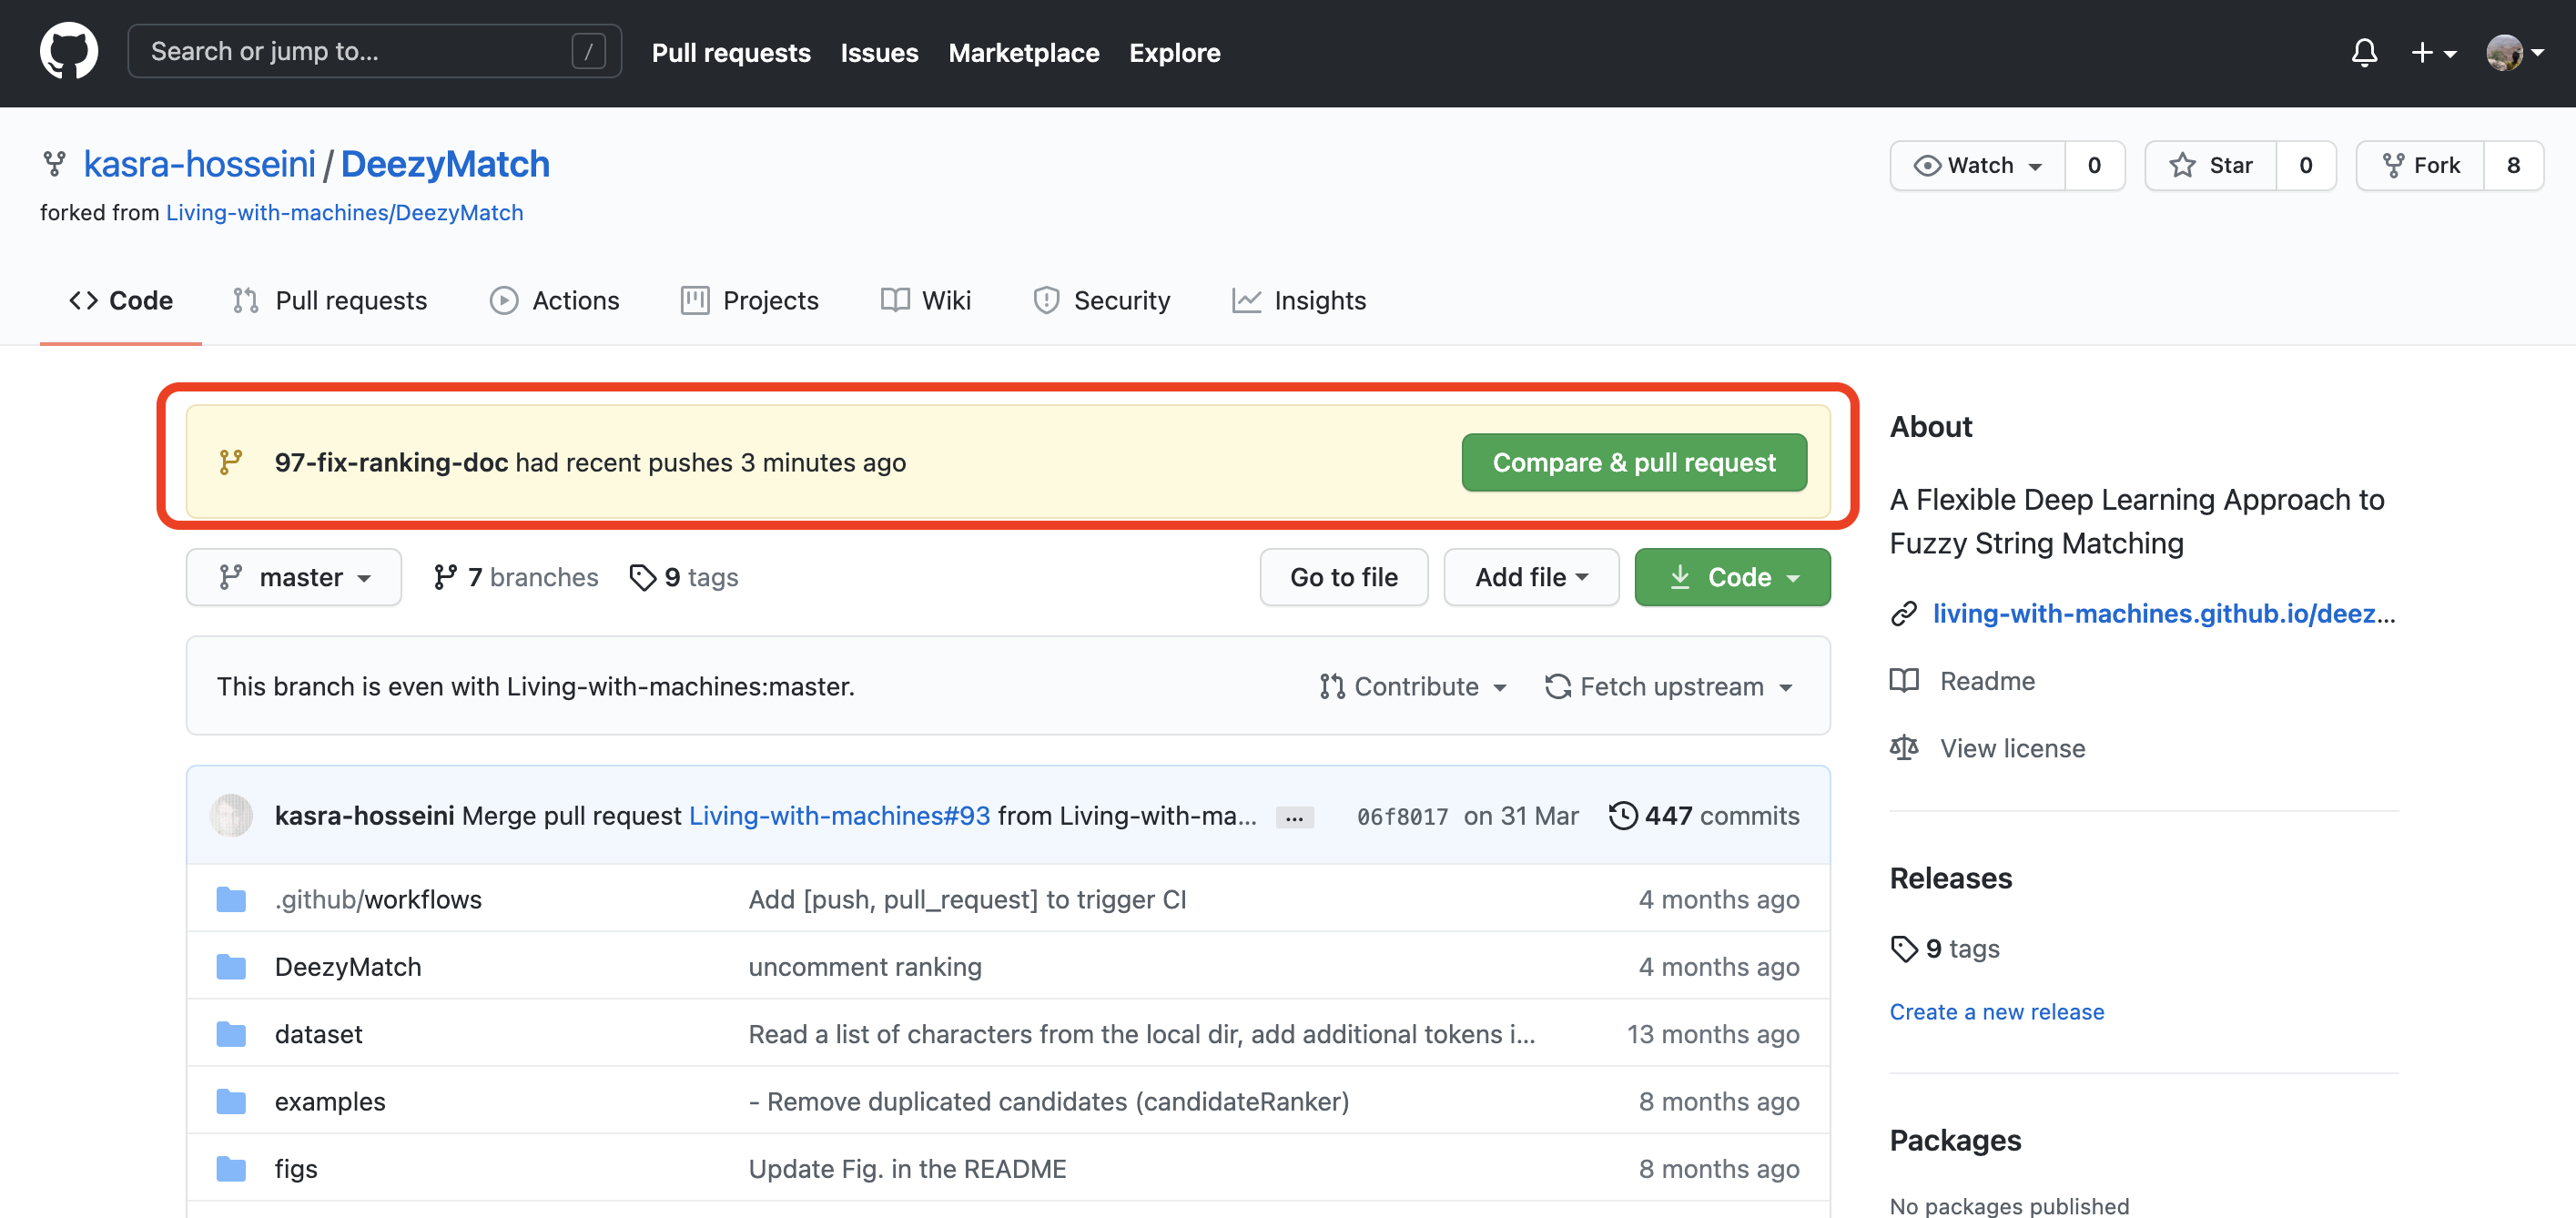 Search or jump to... / Pull requests Issues Marketplace Explore
kasra-hosseini / DeezyMatch
Watch 0 Star 0 Fork 8
forked from Living-with-machines/DeezyMatch
Code Pull requests Actions Projects Wiki Security Insights
97-fix-ranking-doc had recent pushes 3 minutes ago Compare & pull request
master 7 branches 9 tags Go to file Add file Code
This branch is even with Living-with-machines:master. Contribute Fetch upstream
kasra-hosseini Merge pull request Living-with-machines#93 from Living-with-ma... ... 06f8017 on 31 Mar 447 commits
.github/workflows Add [push, pull_request] to trigger CI 4 months ago
DeezyMatch uncomment ranking 4 months ago
dataset Read a list of characters from the local dir, add additional tokens i... 13 months ago
examples - Remove duplicated candidates (candidateRanker) 8 months ago
figs Update Fig. in the README 8 months ago
About
A Flexible Deep Learning Approach to
Fuzzy String Matching
living-with-machines.github.io/deez...
Readme
View license
Releases
9 tags
Create a new release
Packages
No packages published